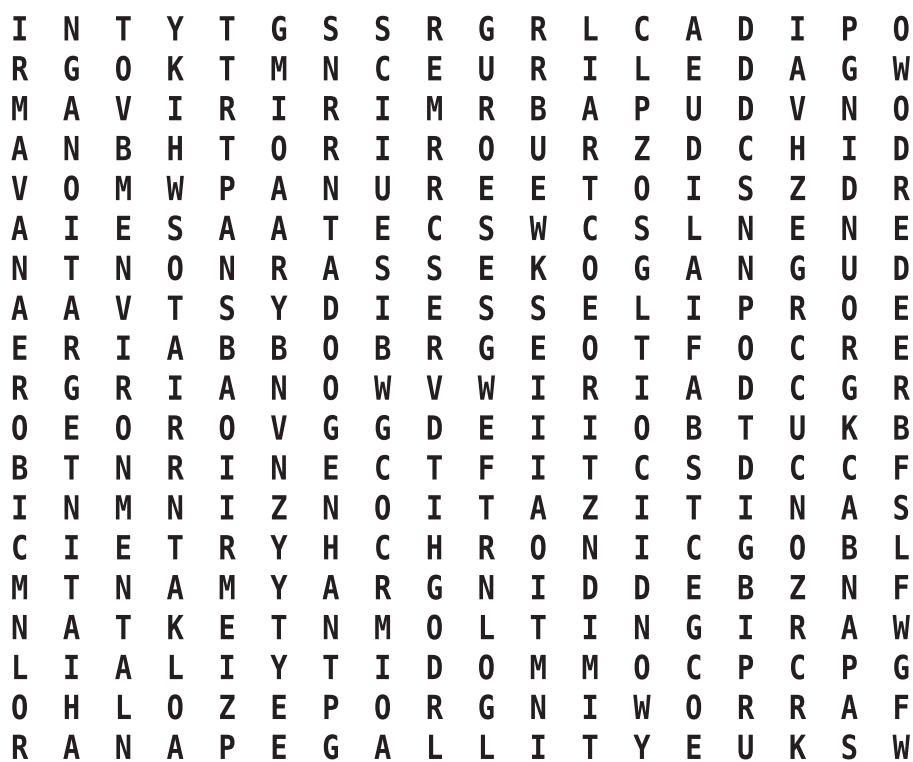 I N T Y T G S S R G R L C A D I P O
R G O K T M N C E U R I L E D A G W
M A V I R I R I M R B A P U D V N O
A N B H T O R I R O U R Z D C H I D
V O M W P A N U R E E T O I S Z D R
A I E S A A T E C S W C S L N E N E
N T N O N R A S S E K O G A N G U D
A A V T S Y D I E S S E L I P R O E
E R I A B B O B R G E O T F O C R E
R G R I A N O W V W I R I A D C G R
O E O R O V G G D E I I O B T U K B
B T N R I N E C T F I T C S D C C F
I N M N I Z N O I T A Z I T I N A S
C I E T R Y H C H R O N I C G O B L
M T N A M Y A R G N I D D E B Z N F
N A T K E T N M O L T I N G I R A W
L I A L I Y T I D O M M O C P C P G
O H L O Z E P O R G N I W O R R A F
R A N A P E G A L L I T Y E U K S W